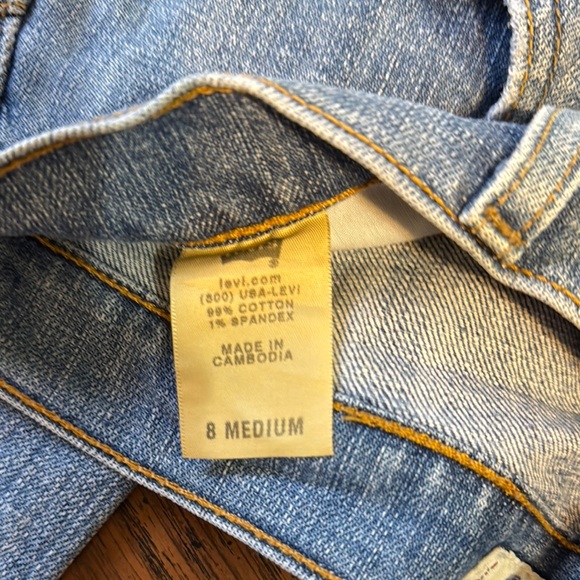 levi.com
(800) USA-LEVI
99% COTTON
1% SPANDEX
MADE IN
CAMBODIA
8 MEDIUM